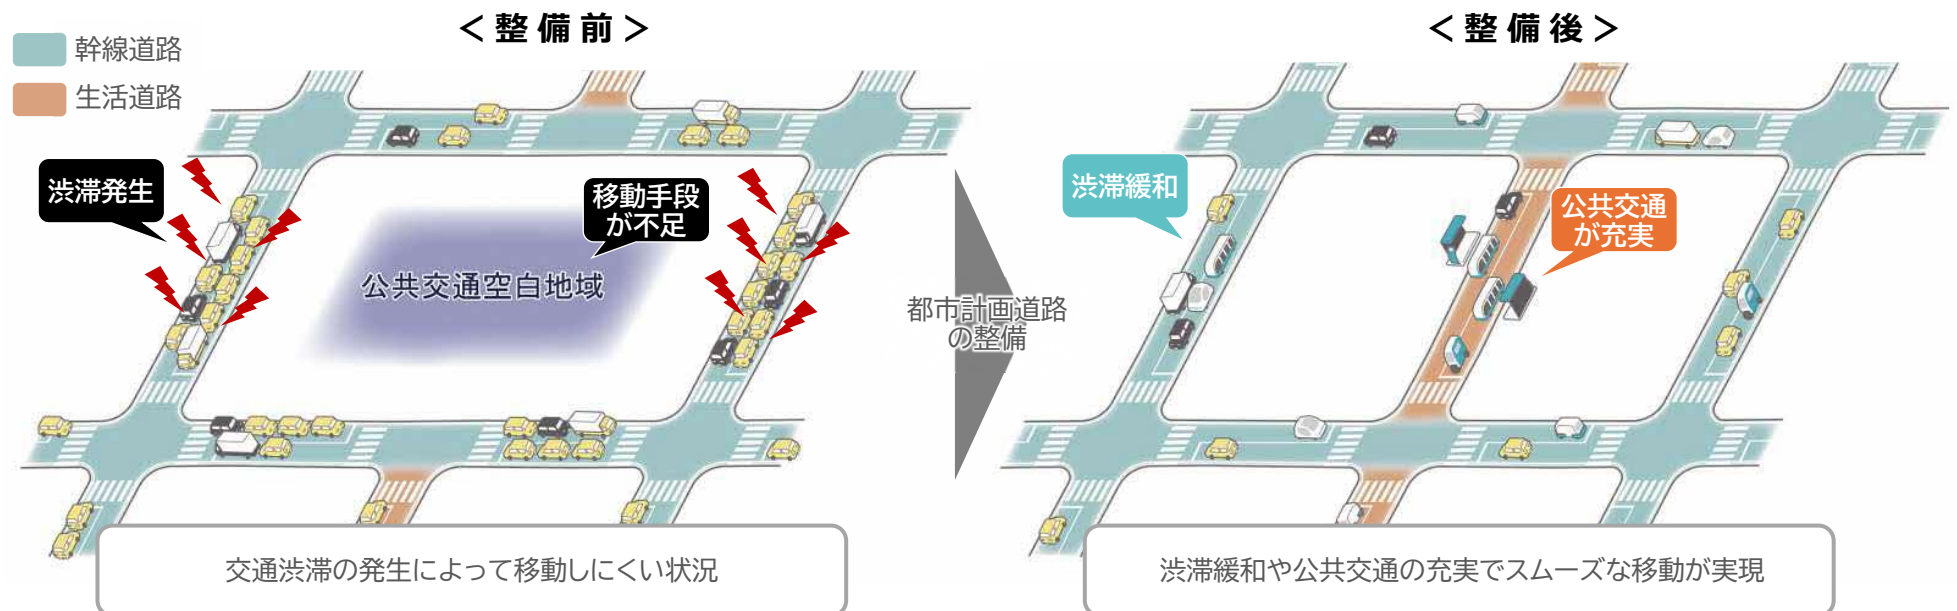 ＜整備前＞
幹線道路
生活道路
渋滞発生
移動手段
が不足
公共交通空白地域
交通渋滞の発生によって移動しにくい状況
都市計画道路
の整備
＜整備後＞
渋滞緩和
公共交通
が充実
渋滞緩和や公共交通の充実でスムーズな移動が実現